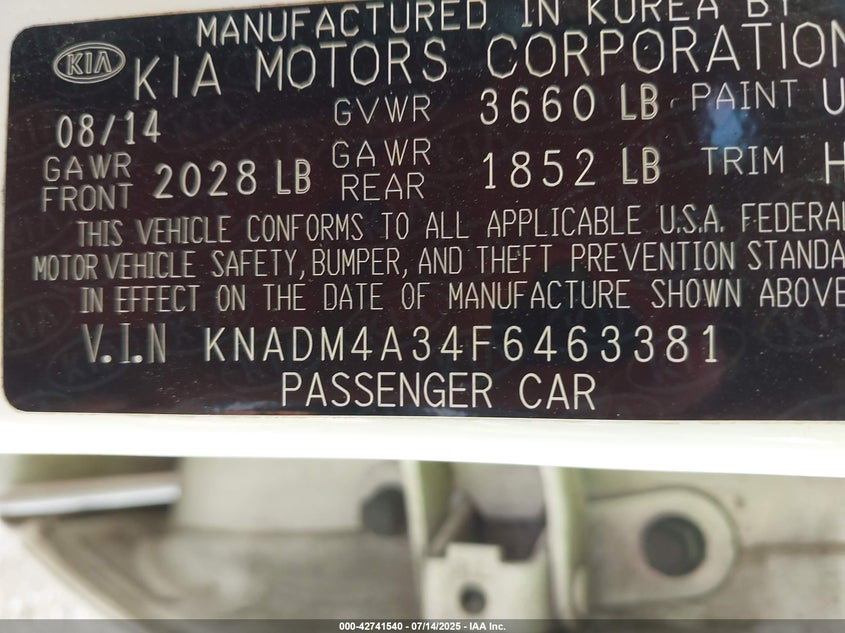 MANUFACTURED IN KOREA BY
KIA KIA MOTORS CORPORATION
08/14 GVWR 3660 LB PAINT U
GAWR FRONT 2028 LB GAWR REAR 1852 LB TRIM H
THIS VEHICLE CONFORMS TO ALL APPLICABLE U.S.A. FEDERAL
MOTOR VEHICLE SAFETY, BUMPER, AND THEFT PREVENTION STANDA
IN EFFECT ON THE DATE OF MANUFACTURE SHOWN ABOVE
V.I.N KNADM4A34F6463381
PASSENGER CAR
000-42741540 - 07/14/2025 - IAA Inc.